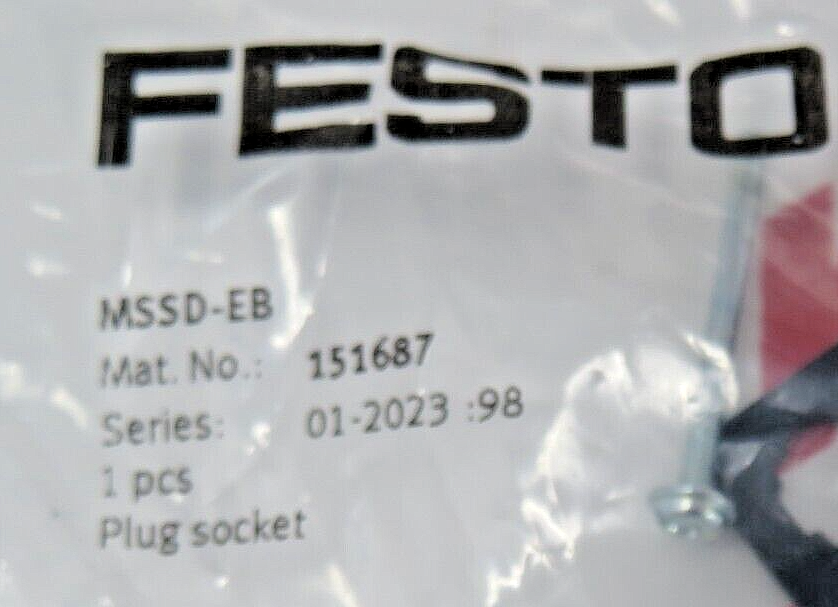 FESTO
MSSD-EB
Mat. No.: 151687
Series: 01-2023 :98
1 pcs
Plug socket